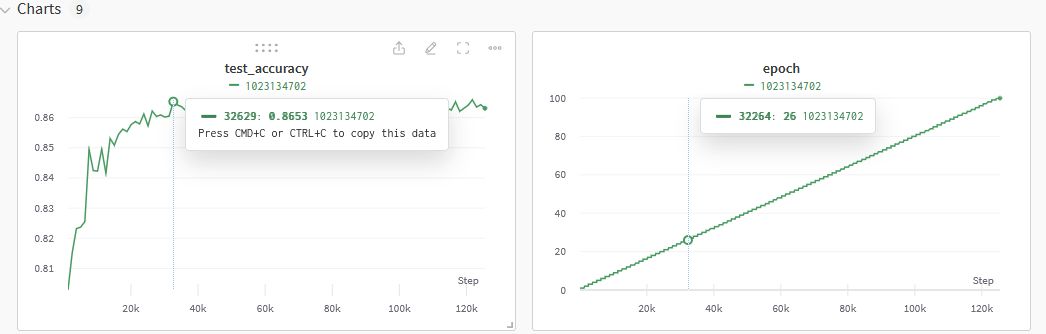 Charts 9
test_accuracy
1023134702
32629: 0.8653 1023134702
Press CMD+C or CTRL+C to copy this data
0.86
0.85
0.84
0.83
0.82
0.81
Step
20k 40k 60k 80k 100k 120k
epoch
1023134702
32264: 26 1023134702
100
80
60
40
20
0
Step
20k 40k 60k 80k 100k 120k